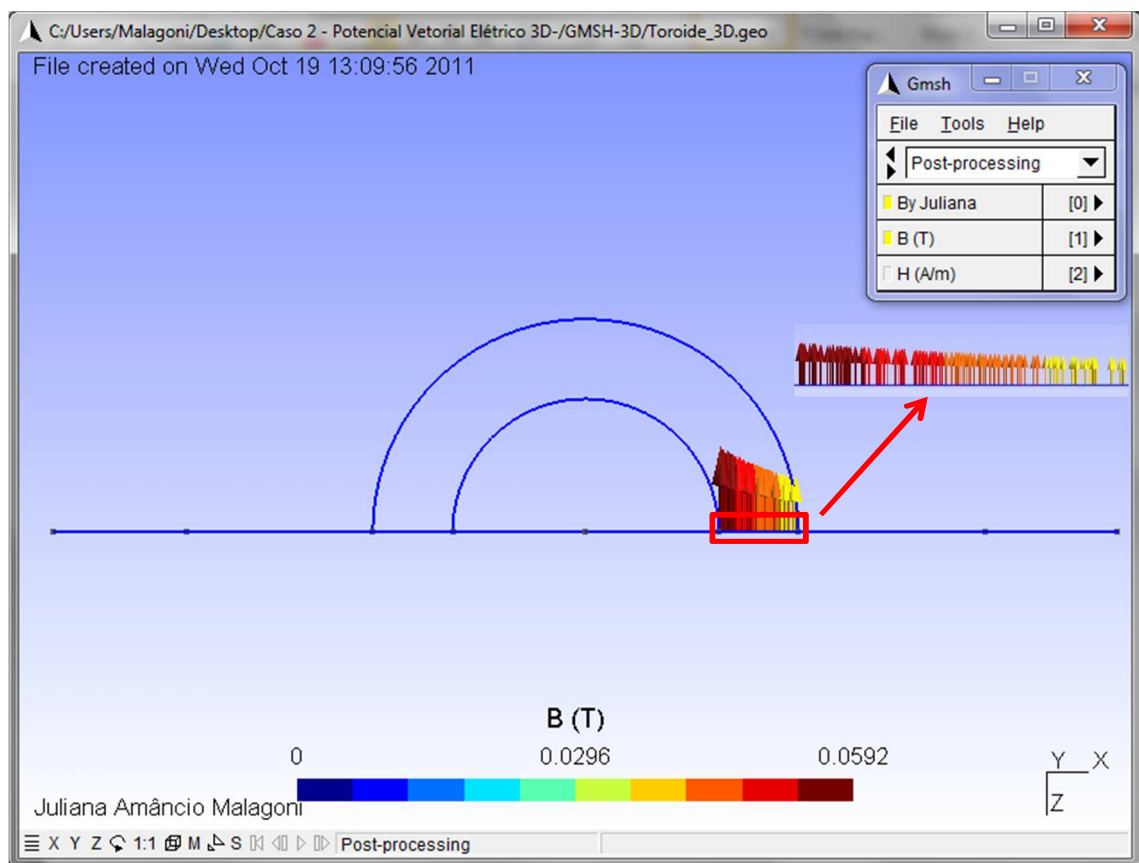 C:/Users/Malagoni/Desktop/Caso 2 - Potencial Vetorial Elétrico 3D-/GMSH-3D/Toroide_3D.geo
File created on Wed Oct 19 13:09:56 2011
Gmsh
File Tools Help
Post-processing
By Juliana [0]
B (T) [1]
H (A/m) [2]
B (T)
0 0.0296 0.0592
Y X
Z
Juliana Amâncio Malagoni
X Y Z 1:1 M S Post-processing